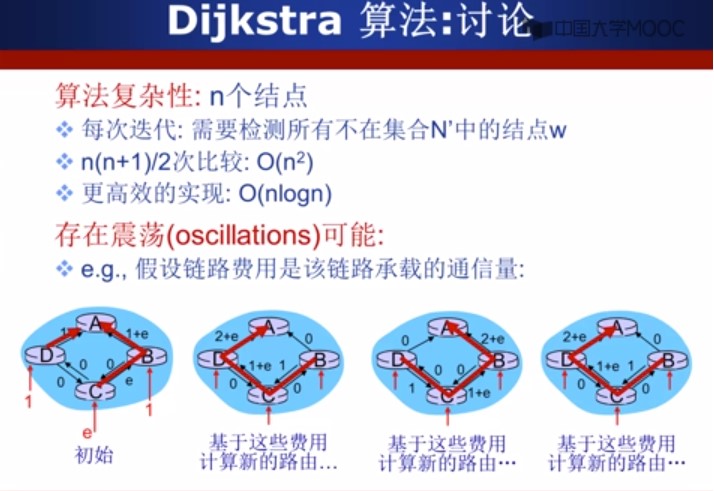 Dijkstra 算法:讨论
中国大学MOOC
算法复杂性: n个结点
❖ 每次迭代: 需要检测所有不在集合N'中的结点w
❖ n(n+1)/2次比较: O(n²)
❖ 更高效的实现: O(nlogn)
存在震荡(oscillations)可能:
❖ e.g., 假设链路费用是该链路承载的通信量:
1 A 1+e
D 0 0 B
0 C e
1 e 1
初始
2+e A 0
D 1+e 1 B
0 C 0
基于这些费用
计算新的路由…
0 A 2+e
D 0 0 B
1 C 1+e
基于这些费用
计算新的路由…
2+e A 0
D 1+e 1 B
0 C 0
基于这些费用
计算新的路由…